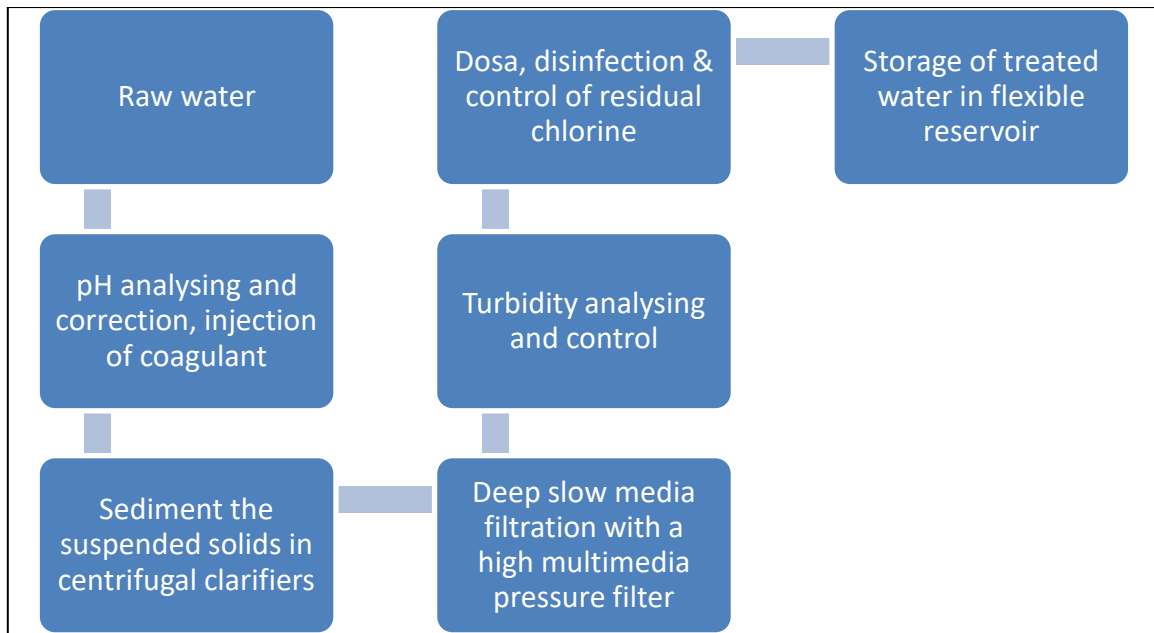 Raw water
pH analysing and
correction, injection
of coagulant
Sediment the
suspended solids in
centrifugal clarifiers
Deep slow media
filtration with a
high multimedia
pressure filter
Turbidity analysing
and control
Dosa, disinfection &
control of residual
chlorine
Storage of treated
water in flexible
reservoir